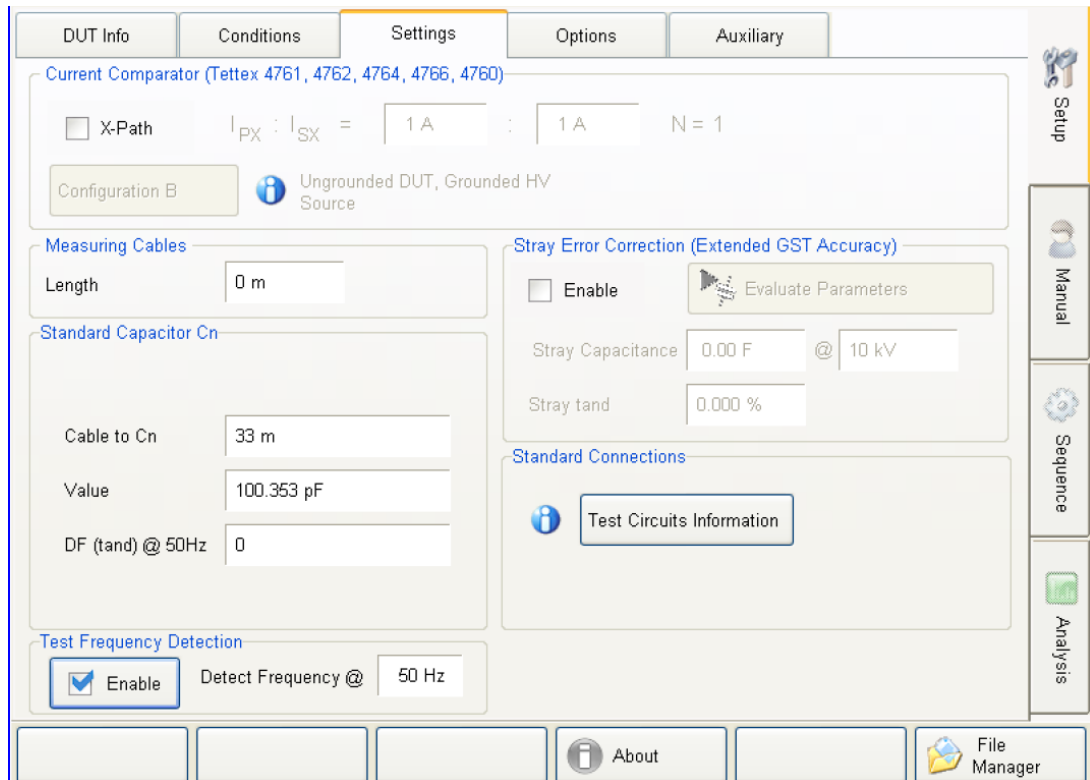 DUT Info
Conditions
Settings
Options
Auxiliary
Current Comparator (Tettex 4761, 4762, 4764, 4766, 4760)
X-Path
I PX : I SX = 1 A : 1 A N = 1
Configuration B
Ungrounded DUT, Grounded HV
Source
Measuring Cables
Length 0 m
Stray Error Correction (Extended GST Accuracy)
Enable
Evaluate Parameters
Stray Capacitance 0.00 F @ 10 kV
Stray tand 0.000 %
Standard Capacitor Cn
Cable to Cn 33 m
Value 100.353 pF
DF (tand) @ 50Hz 0
Standard Connections
Test Circuits Information
Test Frequency Detection
Enable
Detect Frequency @ 50 Hz
Setup
Manual
Sequence
Analysis
About
File
Manager